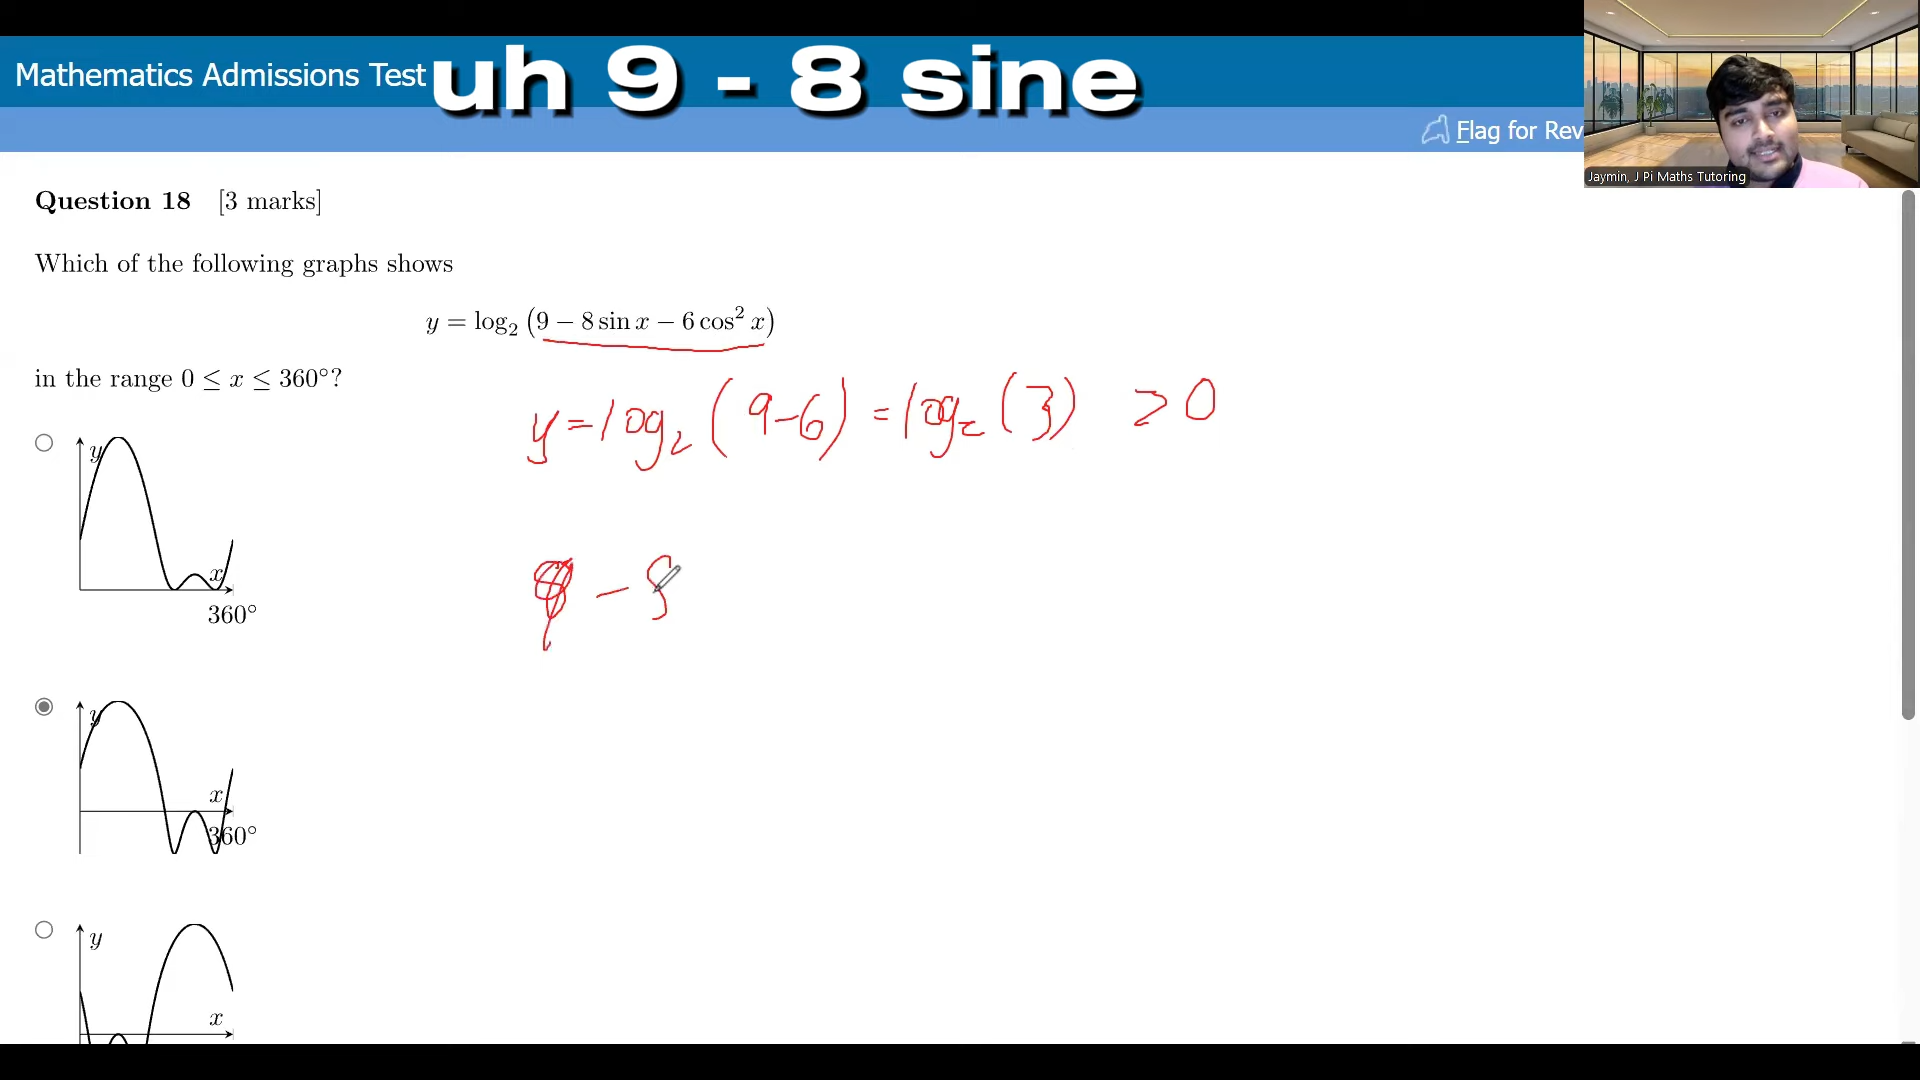 Mathematics Admissions Test
uh 9 - 8 sine
Flag for Rev
Jaymin, J Pi Maths Tutoring
Question 18 [3 marks]
Which of the following graphs shows
y = log₂ (9 − 8 sin x − 6 cos² x)
in the range 0 ≤ x ≤ 360°?
y = log₂ (9-6) = log₂ (3) > 0
y
x
360°
y
x
360°
y
x